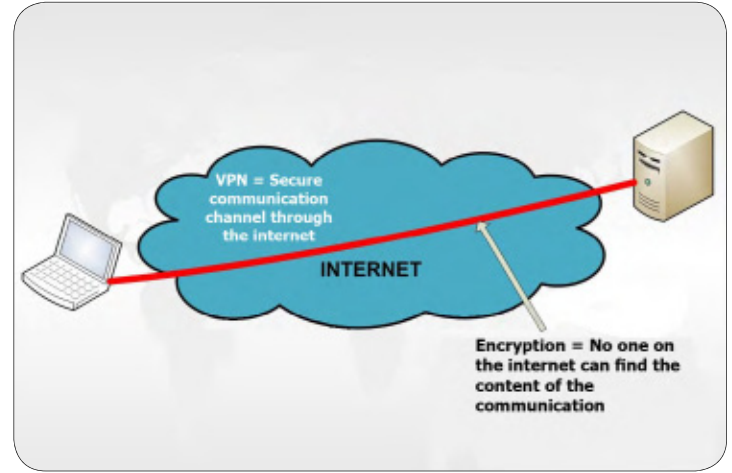 VPN = Secure
communication
channel through
the internet
INTERNET
Encryption = No one on
the internet can find the
content of the
communication